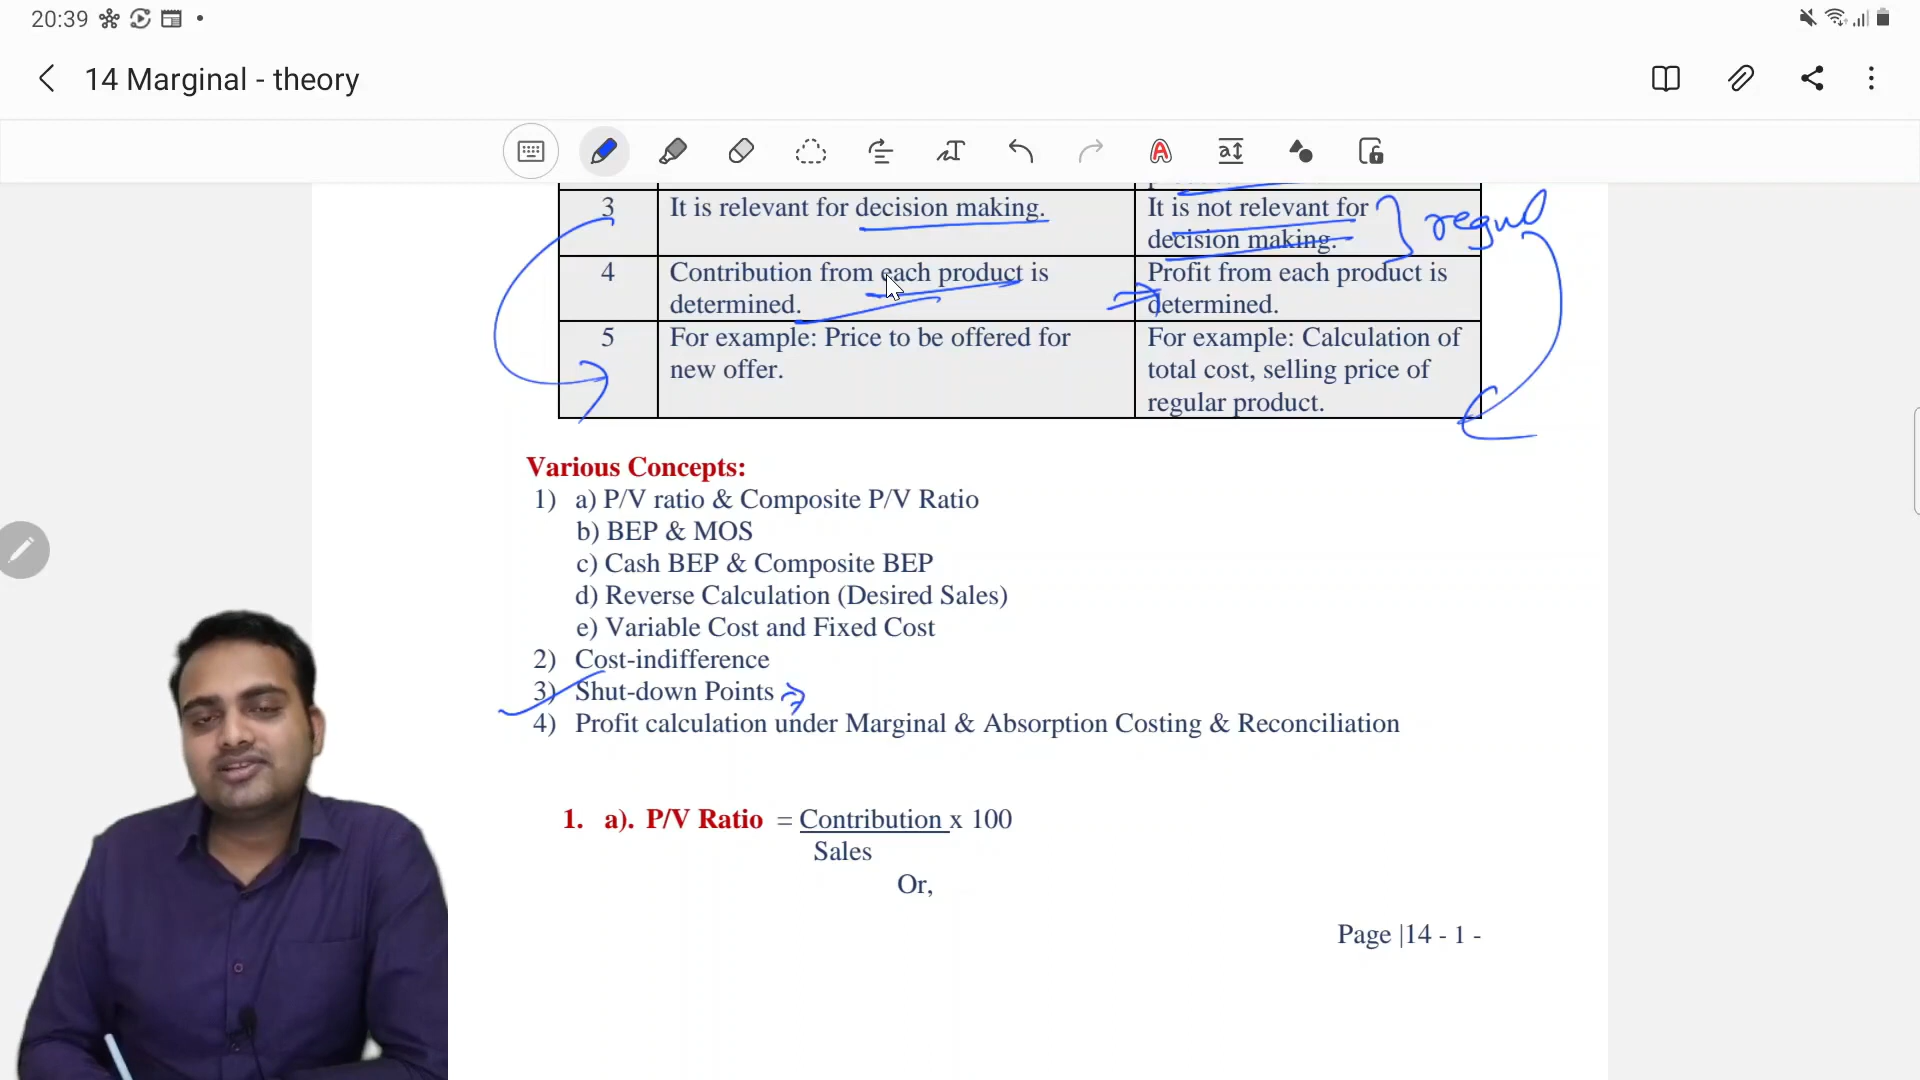 20:39
14 Marginal - theory
3 It is relevant for decision making. It is not relevant for
decision making.
regul
4 Contribution from each product is Profit from each product is
determined. determined.
5 For example: Price to be offered for For example: Calculation of
new offer. total cost, selling price of
regular product.
Various Concepts:
1) a) P/V ratio & Composite P/V Ratio
b) BEP & MOS
c) Cash BEP & Composite BEP
d) Reverse Calculation (Desired Sales)
e) Variable Cost and Fixed Cost
2) Cost-indifference
3) Shut-down Points
4) Profit calculation under Marginal & Absorption Costing & Reconciliation
1. a). P/V Ratio = Contribution x 100
Sales
Or,
Page |14 - 1 -